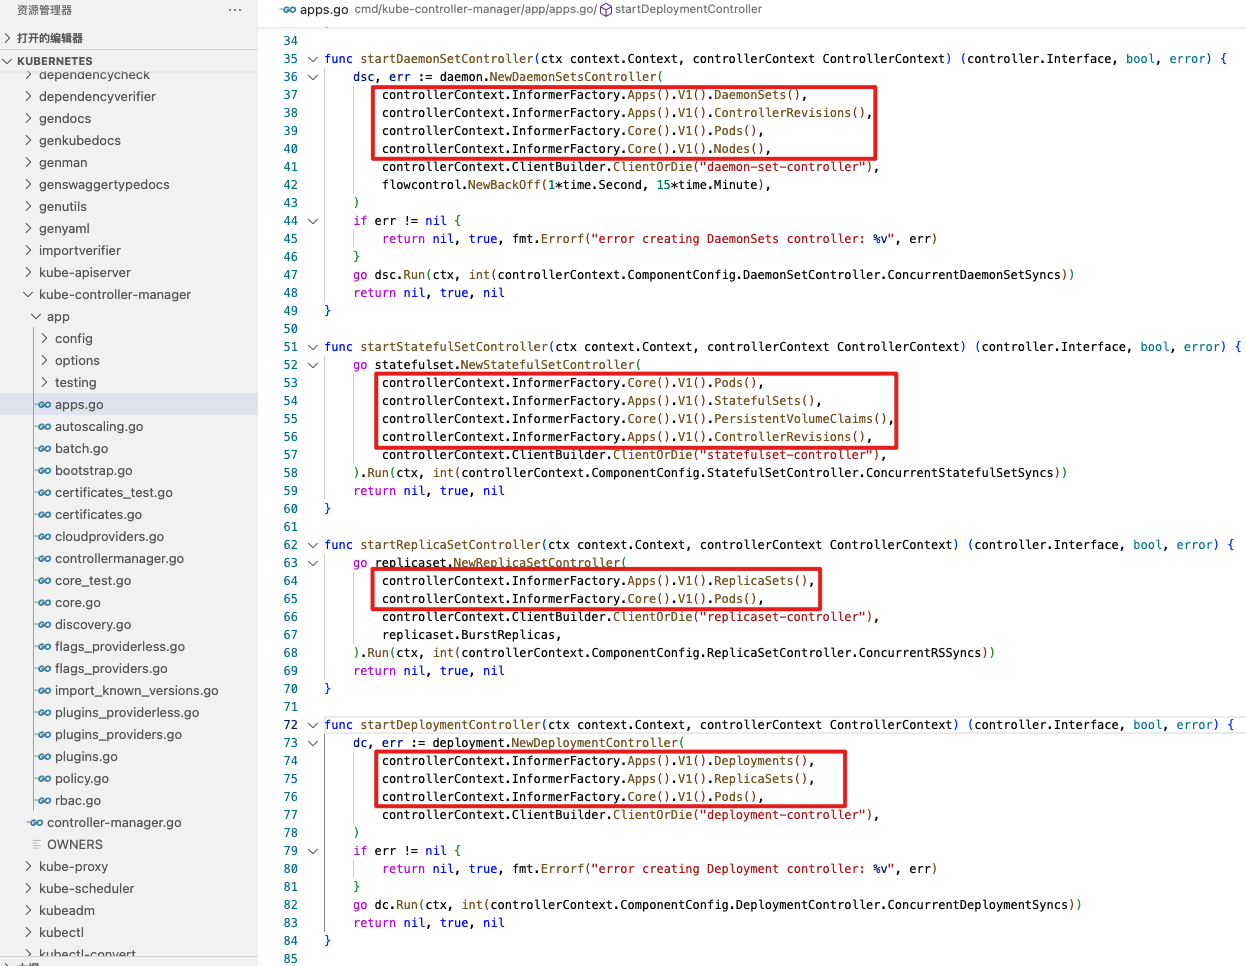 资源管理器
···
打开的编辑器
KUBERNETES
dependencycheck
dependencyverifier
gendocs
genkubedocs
genman
genswaggertypedocs
genutils
genyaml
importverifier
kube-apiserver
kube-controller-manager
app
config
options
testing
apps.go
autoscaling.go
batch.go
bootstrap.go
certificates_test.go
certificates.go
cloudproviders.go
controllermanager.go
core_test.go
core.go
discovery.go
flags_providerless.go
flags_providers.go
import_known_versions.go
plugins_providerless.go
plugins_providers.go
plugins.go
policy.go
rbac.go
controller-manager.go
OWNERS
kube-proxy
kube-scheduler
kubeadm
kubectl
kubectl-convert
apps.go cmd/kube-controller-manager/app/apps.go/ startDeploymentController
34
35 func startDaemonSetController(ctx context.Context, controllerContext ControllerContext) (controller.Interface, bool, error) {
36 dsc, err := daemon.NewDaemonSetsController(
37 controllerContext.InformerFactory.Apps().V1().DaemonSets(),
38 controllerContext.InformerFactory.Apps().V1().ControllerRevisions(),
39 controllerContext.InformerFactory.Core().V1().Pods(),
40 controllerContext.InformerFactory.Core().V1().Nodes(),
41 controllerContext.ClientBuilder.ClientOrDie("daemon-set-controller"),
42 flowcontrol.NewBackOff(1*time.Second, 15*time.Minute),
43 )
44 if err != nil {
45 return nil, true, fmt.Errorf("error creating DaemonSets controller: %v", err)
46 }
47 go dsc.Run(ctx, int(controllerContext.ComponentConfig.DaemonSetController.ConcurrentDaemonSetSyncs))
48 return nil, true, nil
49 }
50
51 func startStatefulSetController(ctx context.Context, controllerContext ControllerContext) (controller.Interface, bool, error) {
52 go statefulset.NewStatefulSetController(
53 controllerContext.InformerFactory.Core().V1().Pods(),
54 controllerContext.InformerFactory.Apps().V1().StatefulSets(),
55 controllerContext.InformerFactory.Core().V1().PersistentVolumeClaims(),
56 controllerContext.InformerFactory.Apps().V1().ControllerRevisions(),
57 controllerContext.ClientBuilder.ClientOrDie("statefulset-controller"),
58 ).Run(ctx, int(controllerContext.ComponentConfig.StatefulSetController.ConcurrentStatefulSetSyncs))
59 return nil, true, nil
60 }
61
62 func startReplicaSetController(ctx context.Context, controllerContext ControllerContext) (controller.Interface, bool, error) {
63 go replicaset.NewReplicaSetController(
64 controllerContext.InformerFactory.Apps().V1().ReplicaSets(),
65 controllerContext.InformerFactory.Core().V1().Pods(),
66 controllerContext.ClientBuilder.ClientOrDie("replicaset-controller"),
67 replicaset.BurstReplicas,
68 ).Run(ctx, int(controllerContext.ComponentConfig.ReplicaSetController.ConcurrentRSSyncs))
69 return nil, true, nil
70 }
71
72 func startDeploymentController(ctx context.Context, controllerContext ControllerContext) (controller.Interface, bool, error) {
73 dc, err := deployment.NewDeploymentController(
74 controllerContext.InformerFactory.Apps().V1().Deployments(),
75 controllerContext.InformerFactory.Apps().V1().ReplicaSets(),
76 controllerContext.InformerFactory.Core().V1().Pods(),
77 controllerContext.ClientBuilder.ClientOrDie("deployment-controller"),
78 )
79 if err != nil {
80 return nil, true, fmt.Errorf("error creating Deployment controller: %v", err)
81 }
82 go dc.Run(ctx, int(controllerContext.ComponentConfig.DeploymentController.ConcurrentDeploymentSyncs))
83 return nil, true, nil
84 }
85